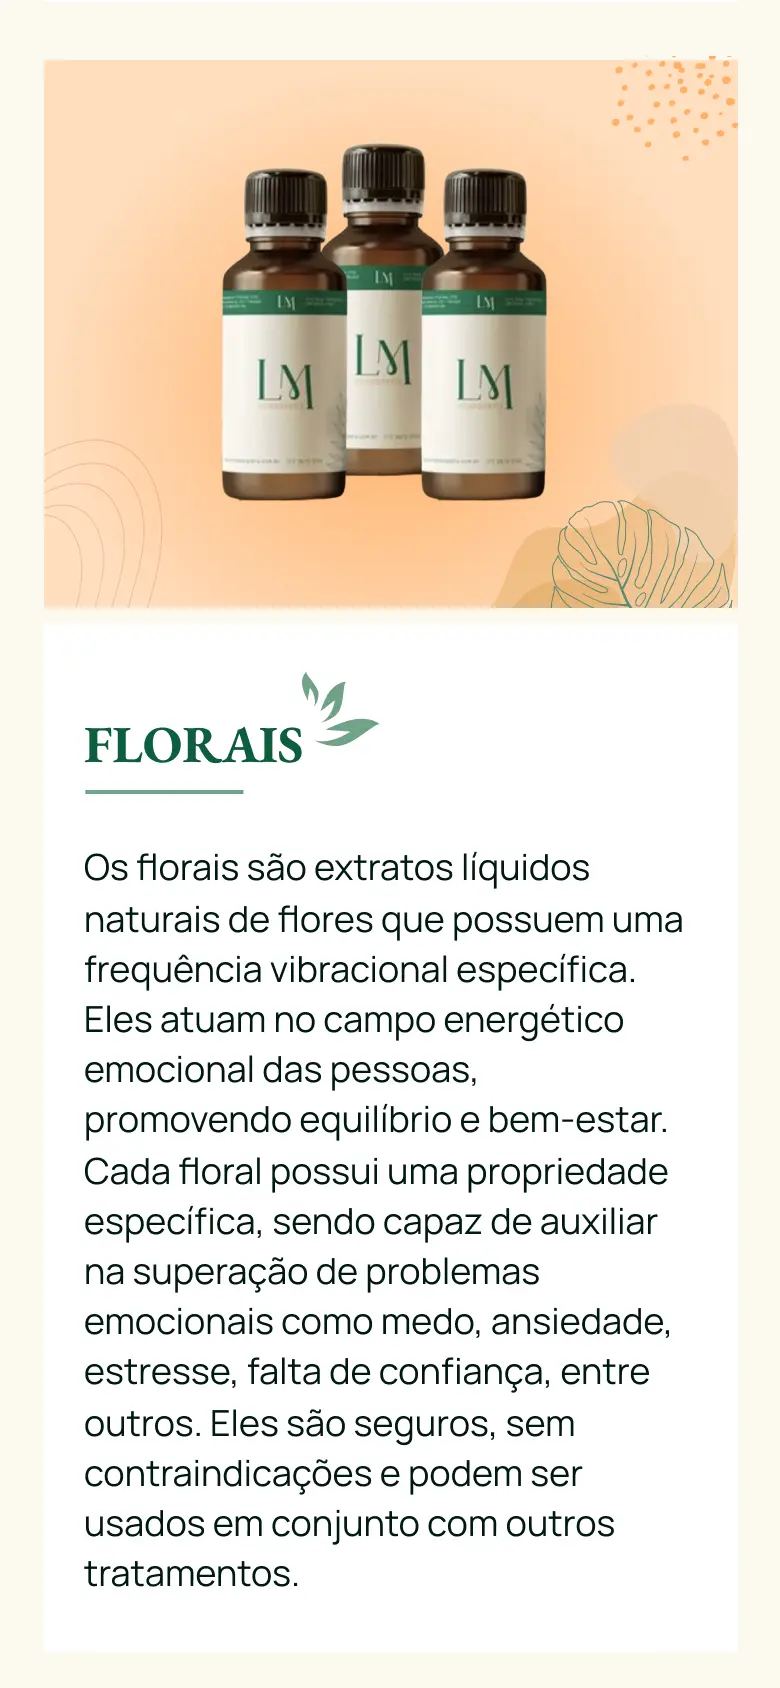 LM
LM
LM
LM
LM
LM
FLORAIS
Os florais são extratos líquidos
naturais de flores que possuem uma
frequência vibracional específica.
Eles atuam no campo energético
emocional das pessoas,
promovendo equilíbrio e bem-estar.
Cada floral possui uma propriedade
específica, sendo capaz de auxiliar
na superação de problemas
emocionais como medo, ansiedade,
estresse, falta de confiança, entre
outros. Eles são seguros, sem
contraindicações e podem ser
usados em conjunto com outros
tratamentos.